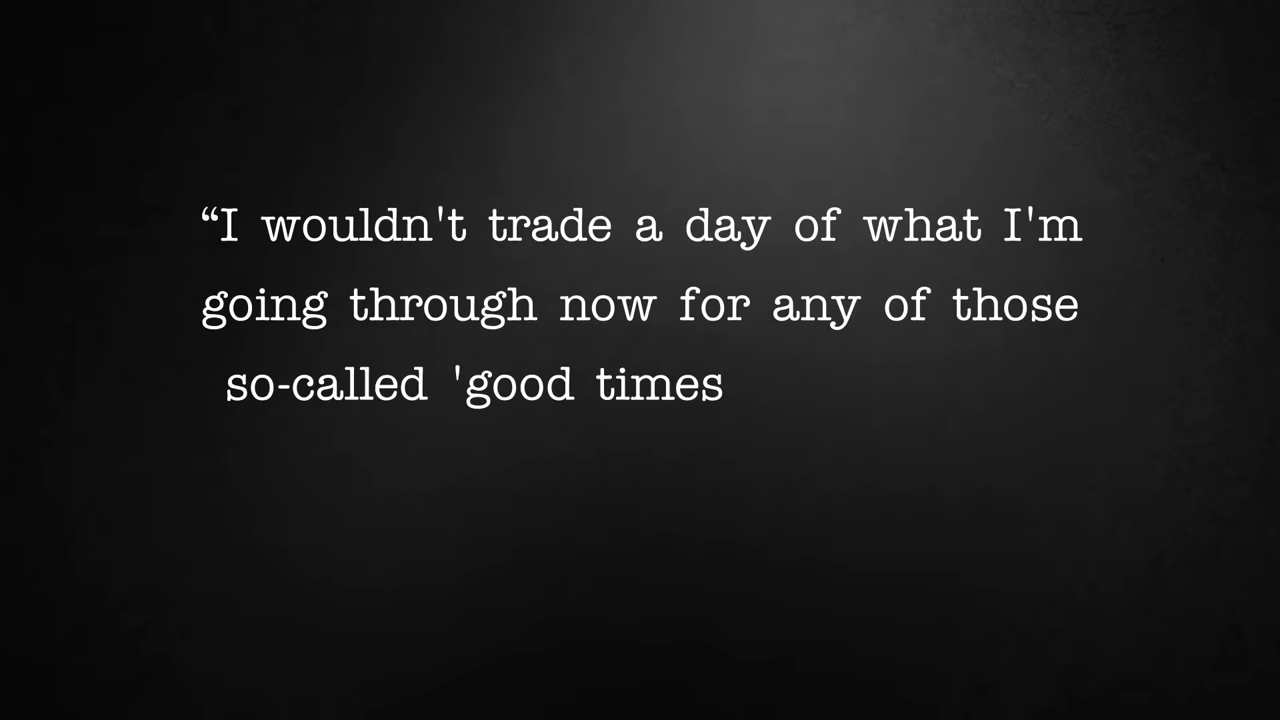 “I wouldn't trade a day of what I'm
going through now for any of those
so-called 'good times